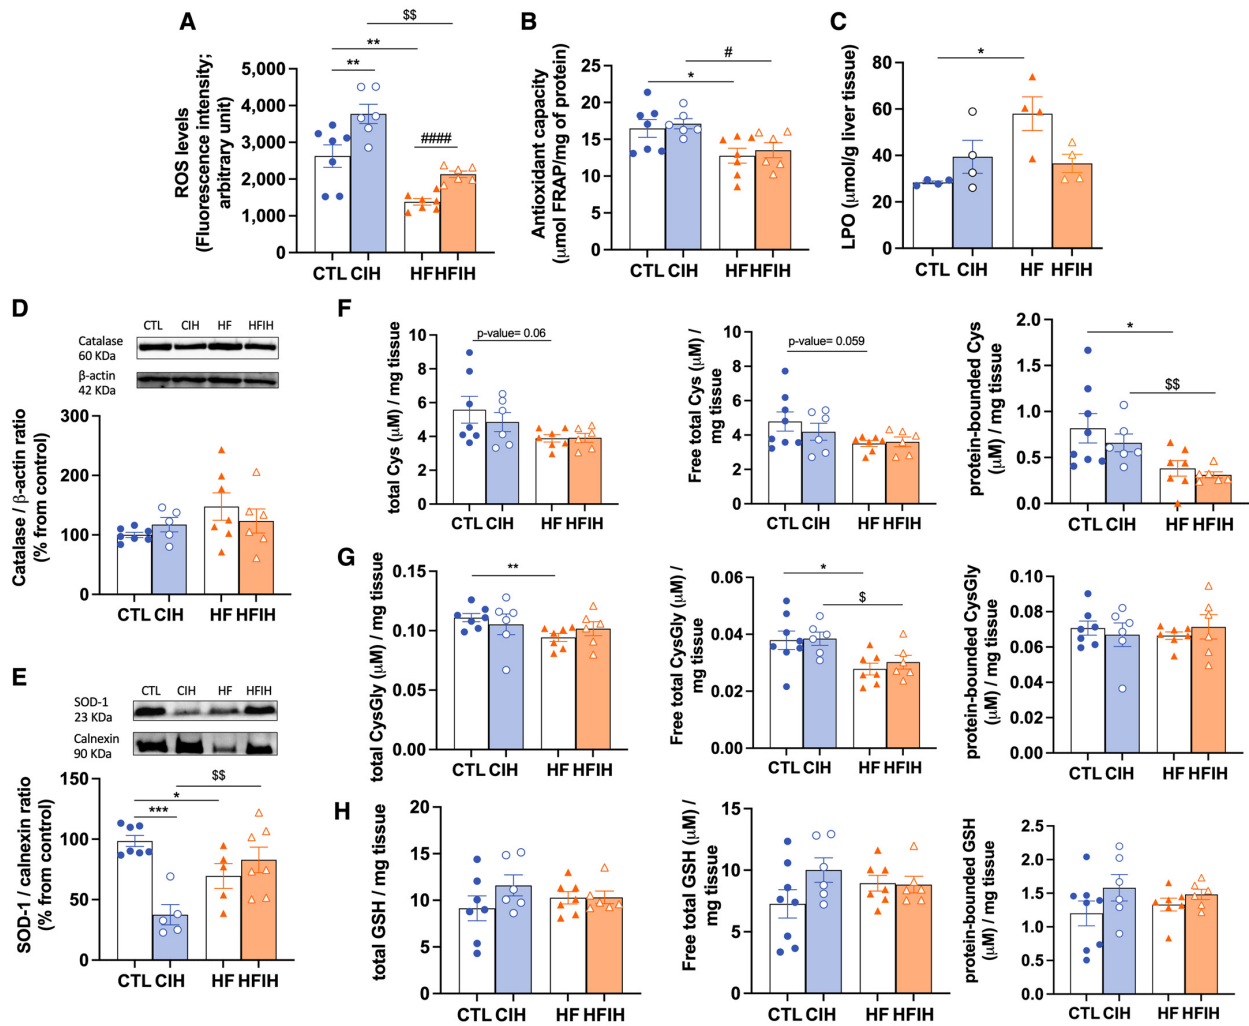 A
ROS levels
(Fluorescence intensity;
arbitrary unit)
5,000
4,000
3,000
2,000
1,000
0
$$
**
**
####
CTL CIH HF HFIH
B
Antioxidant capacity
(μmol FRAP/mg of protein)
25
20
15
10
5
0
#
*
CTL CIH HF HFIH
C
LPO (μmol/g liver tissue)
80
60
40
20
0
*
CTL CIH HF HFIH
D
CTL CIH HF HFIH
Catalase
60 KDa
β-actin
42 KDa
Catalase / β-actin ratio
(% from control)
300
200
100
0
CTL CIH HF HFIH
E
CTL CIH HF HFIH
SOD-1
23 KDa
Calnexin
90 KDa
SOD-1 / calnexin ratio
(% from control)
150
100
50
0
$$
*
***
CTL CIH HF HFIH
F
total Cys (μM) / mg tissue
10
8
6
4
2
0
p-value= 0.06
CTL CIH HF HFIH
Free total Cys (μM) /
mg tissue
10
8
6
4
2
0
p-value= 0.059
CTL CIH HF HFIH
protein-bounded Cys
(μM) / mg tissue
2.0
1.5
1.0
0.5
0.0
*
$$
CTL CIH HF HFIH
G
total CysGly (μM) / mg tissue
0.15
0.10
0.05
0.00
**
CTL CIH HF HFIH
Free total CysGly (μM) /
mg tissue
0.06
0.04
0.02
0.00
*
$
CTL CIH HF HFIH
protein-bounded CysGly
(μM) / mg tissue
0.10
0.08
0.06
0.04
0.02
0.00
CTL CIH HF HFIH
H
total GSH / mg tissue
20
15
10
5
0
CTL CIH HF HFIH
Free total GSH (μM) /
mg tissue
15
10
5
0
CTL CIH HF HFIH
protein-bounded GSH
(μM) / mg tissue
2.5
2.0
1.5
1.0
0.5
0.0
CTL CIH HF HFIH